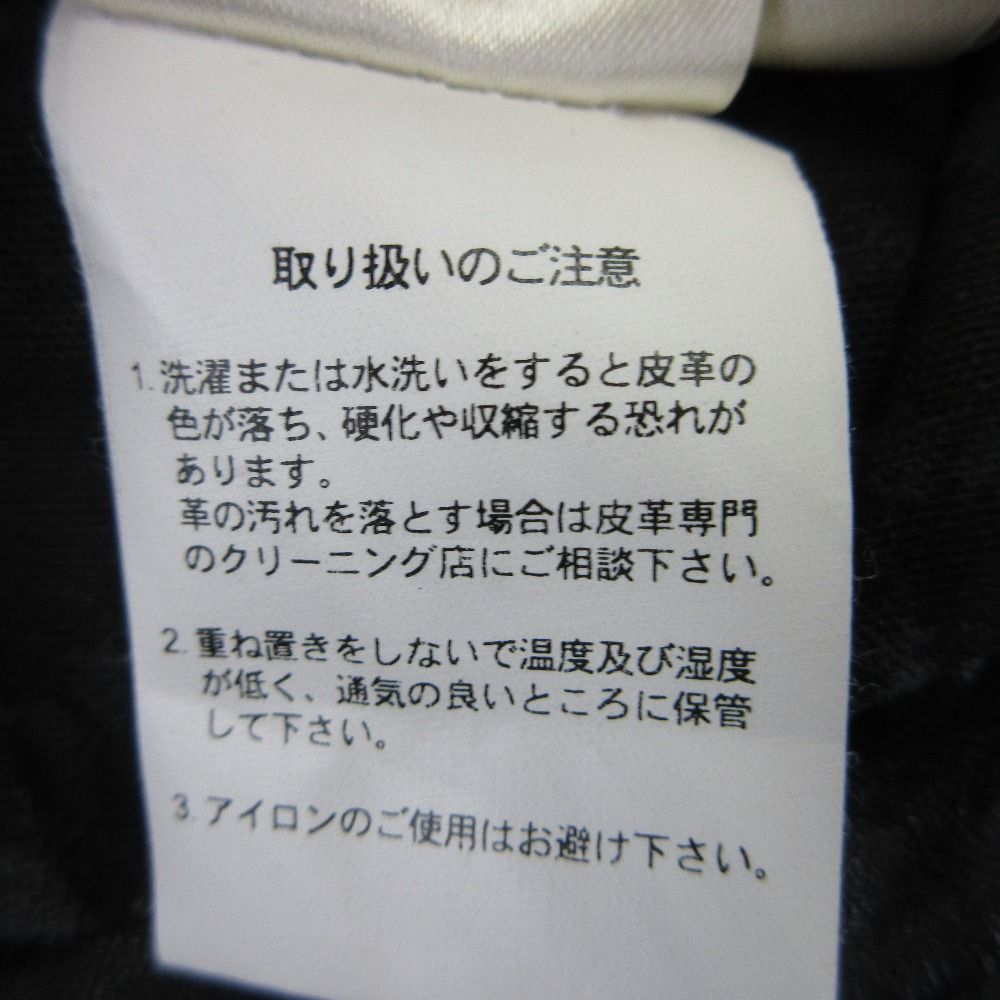 取り扱いのご注意
1.洗濯または水洗いをすると皮革の
色が落ち、硬化や収縮する恐れが
あります。
革の汚れを落とす場合は皮革専門
のクリーニング店にご相談下さい。
2.重ね置きをしないで温度及び湿度
が低く、通気の良いところに保管
して下さい。
3.アイロンのご使用はお避け下さい。